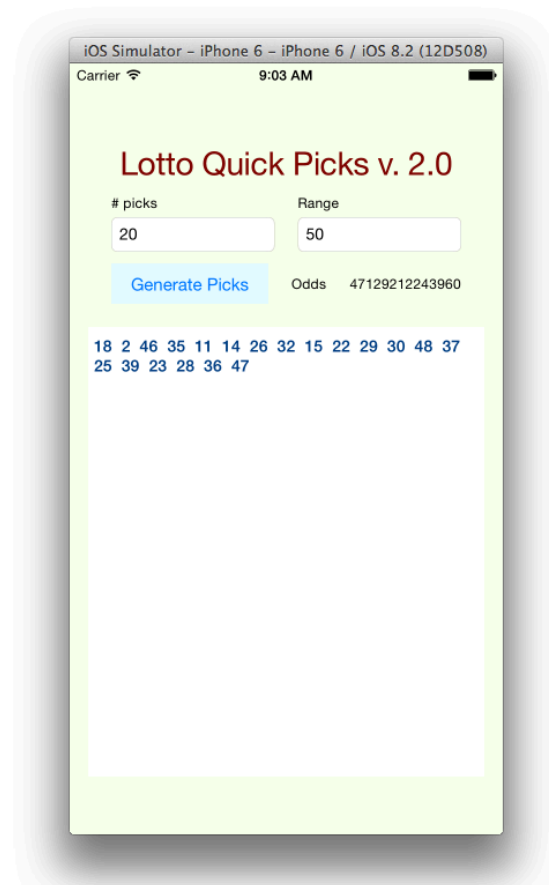 iOS Simulator – iPhone 6 – iPhone 6 / iOS 8.2 (12D508)
Carrier 9:03 AM
Lotto Quick Picks v. 2.0
# picks Range
20 50
Generate Picks Odds 47129212243960
18 2 46 35 11 14 26 32 15 22 29 30 48 37
25 39 23 28 36 47